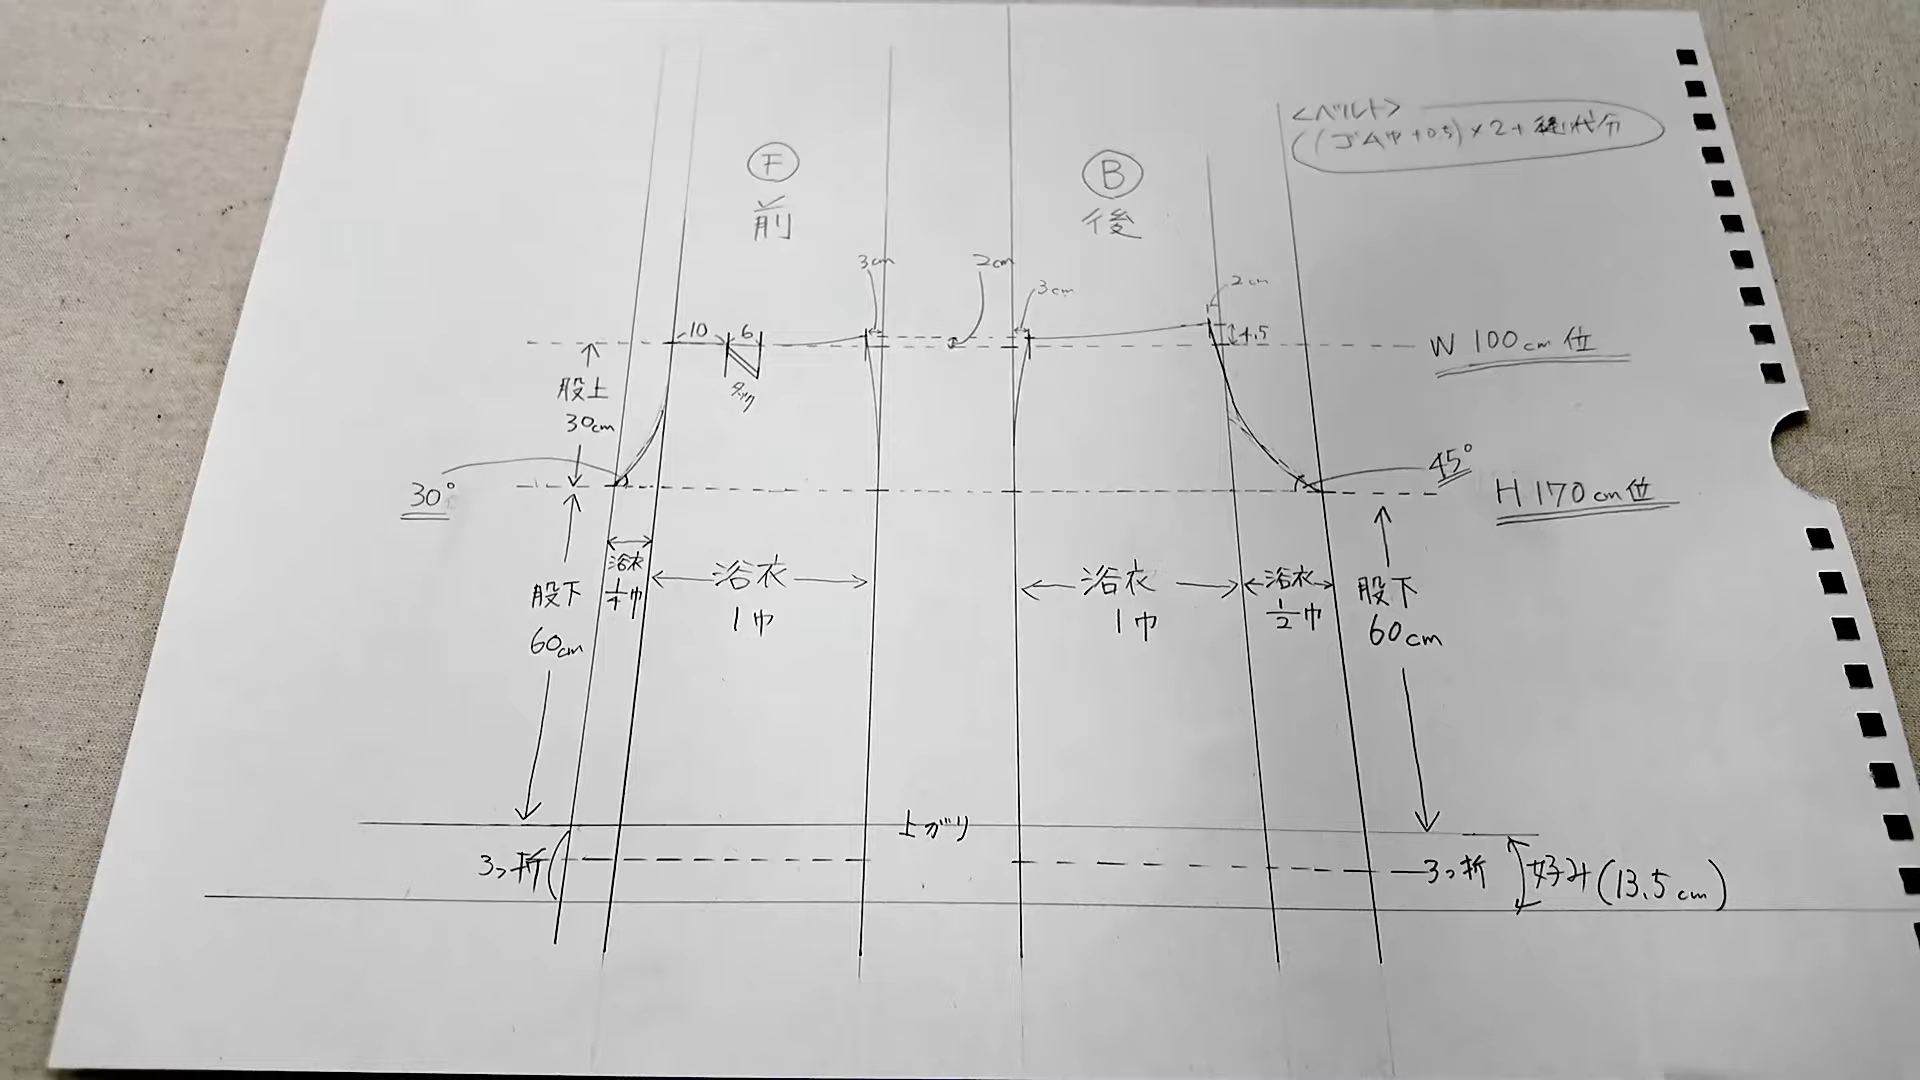 <ベルト>
(ゴム巾+0.5)×2+縫代分
F
前
B
後
3cm
2cm
3cm
2cm
10
6
タック
4.5
W 100cm位
股上
30cm
30°
45°
H 170cm位
浴衣
1/4巾
浴衣
1巾
浴衣
1巾
浴衣
1/2巾
股下
60cm
股下
60cm
上がり
3つ折
3つ折
好み(13.5cm)